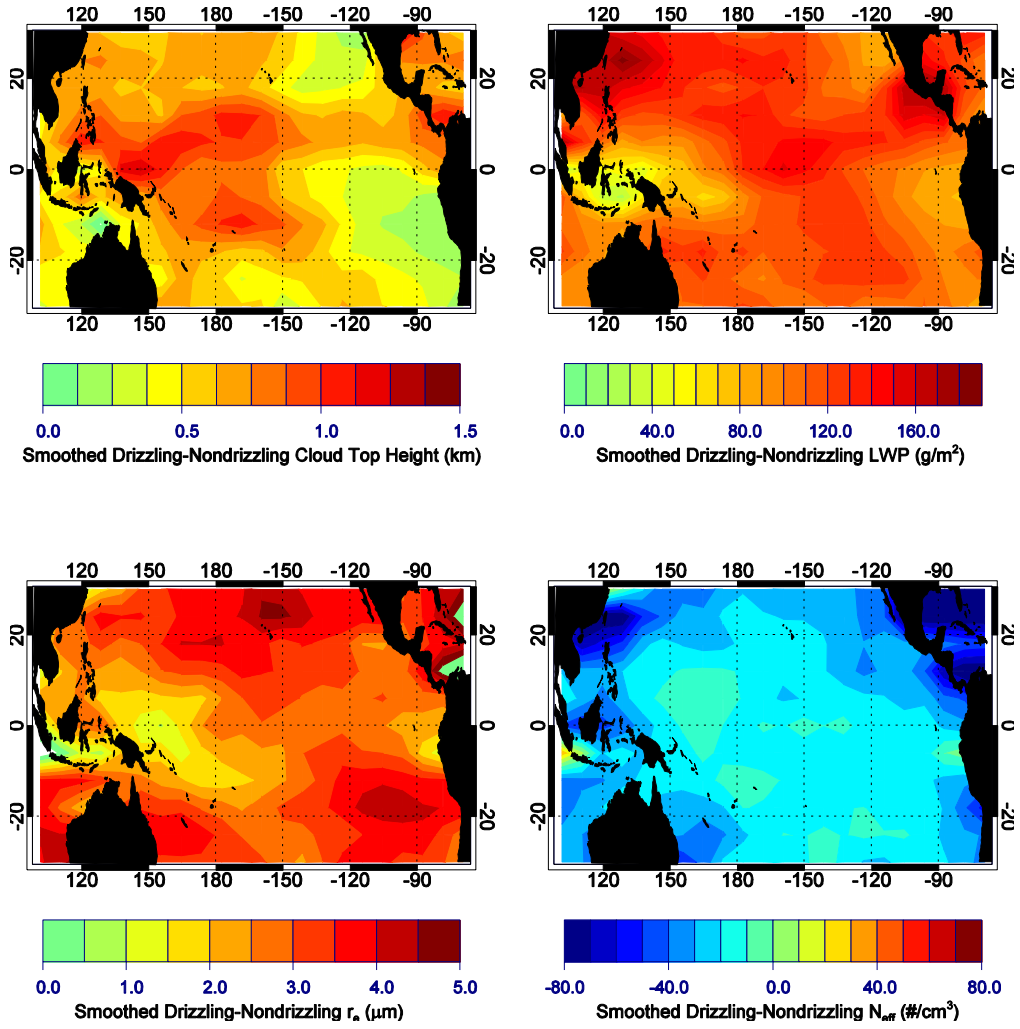 120 150 180 -150 -120 -90
20 20
0 0
-20 -20
120 150 180 -150 -120 -90
0.0 0.5 1.0 1.5
Smoothed Drizzling-Nondrizzling Cloud Top Height (km)
120 150 180 -150 -120 -90
20 20
0 0
-20 -20
120 150 180 -150 -120 -90
0.0 40.0 80.0 120.0 160.0
Smoothed Drizzling-Nondrizzling LWP (g/m²)
120 150 180 -150 -120 -90
20 20
0 0
-20 -20
120 150 180 -150 -120 -90
0.0 1.0 2.0 3.0 4.0 5.0
Smoothed Drizzling-Nondrizzling rₑ (μm)
120 150 180 -150 -120 -90
20 20
0 0
-20 -20
120 150 180 -150 -120 -90
-80.0 -40.0 0.0 40.0 80.0
Smoothed Drizzling-Nondrizzling Neff (#/cm³)